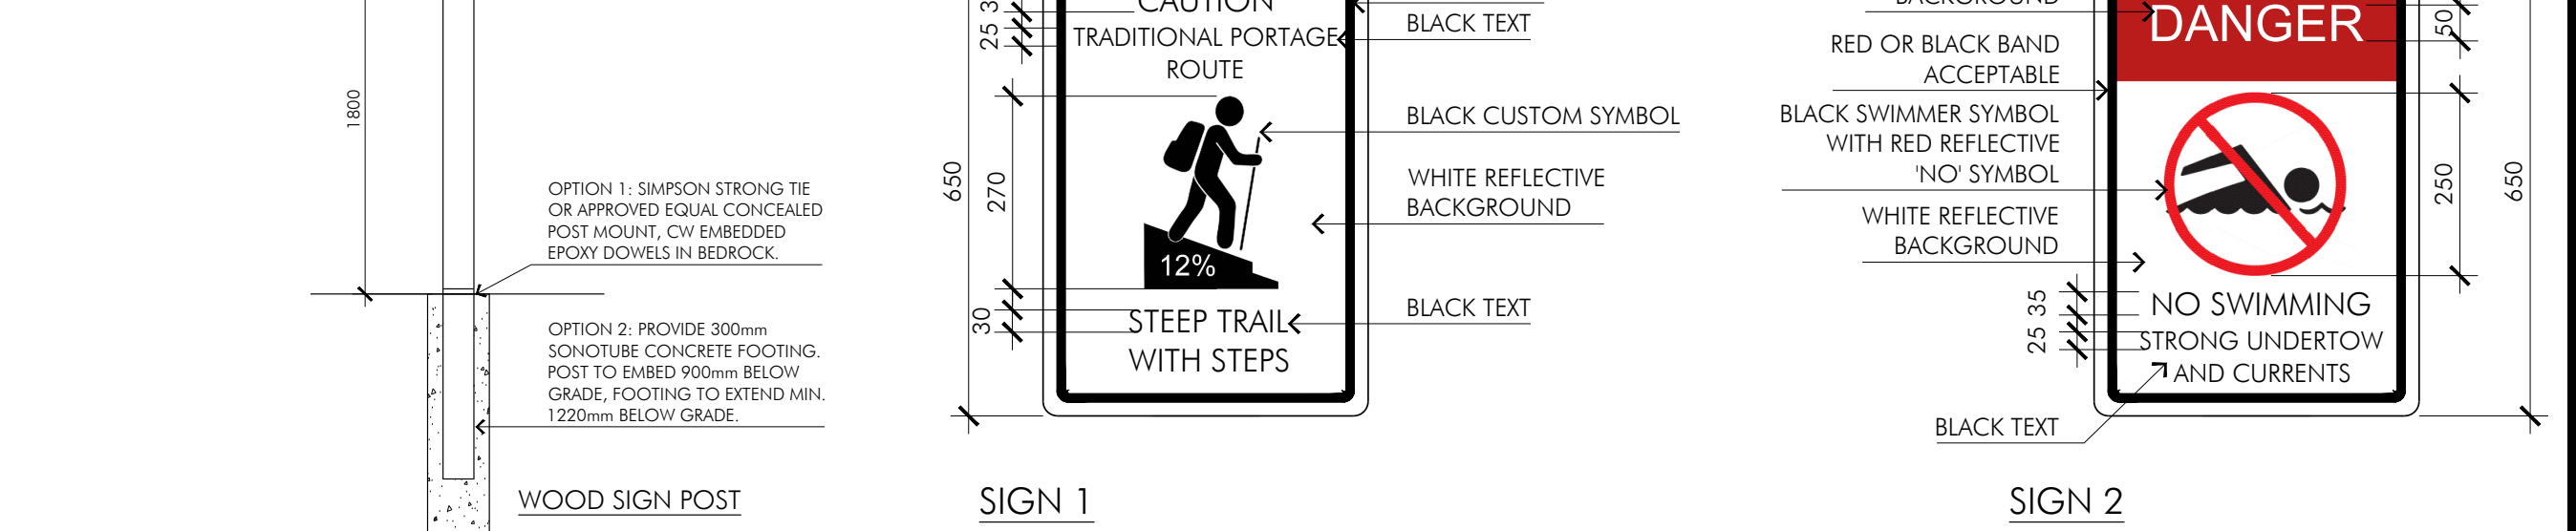 1800
OPTION 1: SIMPSON STRONG TIE
OR APPROVED EQUAL CONCEALED
POST MOUNT, CW EMBEDDED
EPOXY DOWELS IN BEDROCK.
OPTION 2: PROVIDE 300mm
SONOTUBE CONCRETE FOOTING.
POST TO EMBED 900mm BELOW
GRADE, FOOTING TO EXTEND MIN.
1220mm BELOW GRADE.
WOOD SIGN POST
650
25
270
30
CAUTION
TRADITIONAL PORTAGE
ROUTE
12%
STEEP TRAIL
WITH STEPS
BLACK TEXT
BLACK CUSTOM SYMBOL
WHITE REFLECTIVE
BACKGROUND
BLACK TEXT
SIGN 1
BACKGROUND
RED OR BLACK BAND
ACCEPTABLE
BLACK SWIMMER SYMBOL
WITH RED REFLECTIVE
'NO' SYMBOL
WHITE REFLECTIVE
BACKGROUND
35
25
BLACK TEXT
DANGER
NO SWIMMING
STRONG UNDERTOW
AND CURRENTS
50
250
650
SIGN 2